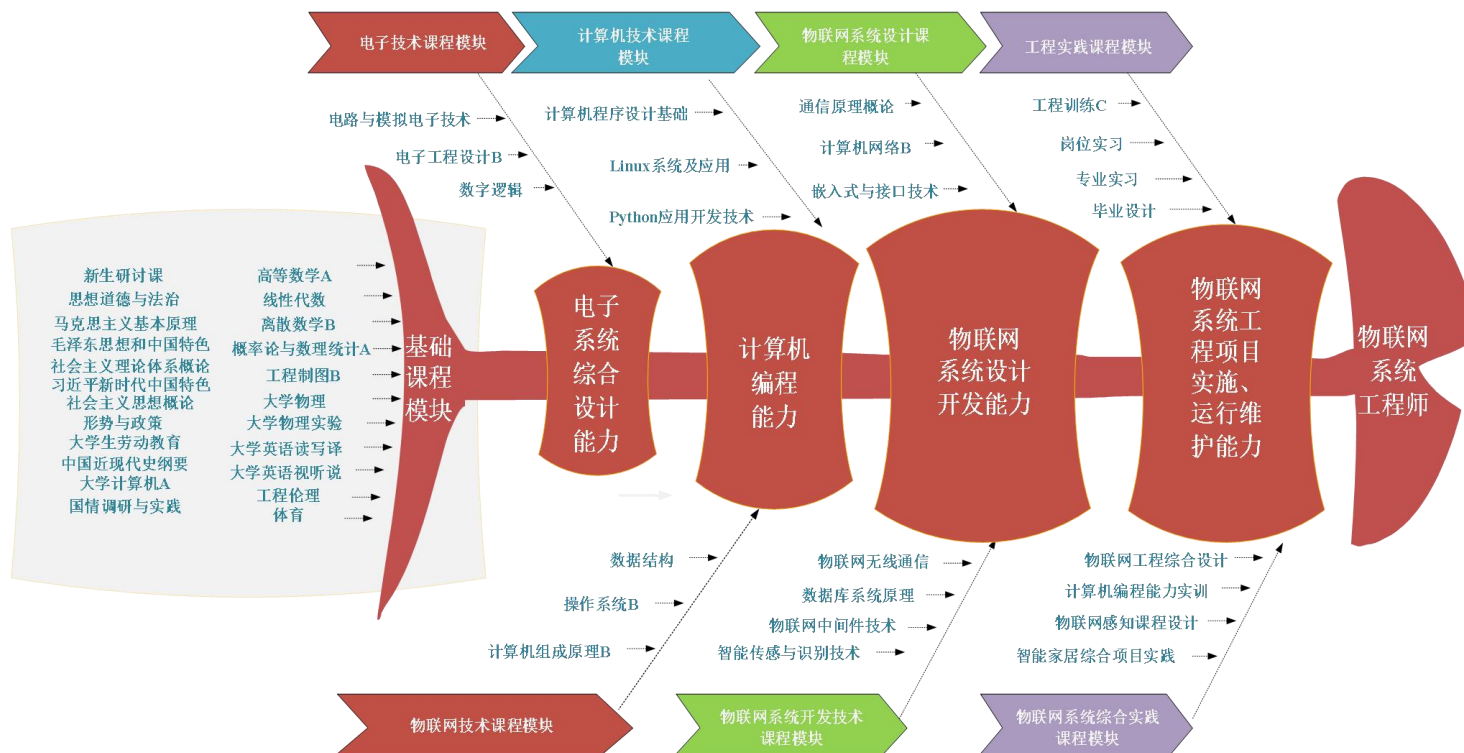 电子技术课程模块
计算机技术课程
模块
物联网系统设计课
程模块
工程实践课程模块
电路与模拟电子技术
电子工程设计B
数字逻辑
计算机程序设计基础
Linux系统及应用
Python应用开发技术
通信原理概论
计算机网络B
嵌入式与接口技术
工程训练C
岗位实习
专业实习
毕业设计
新生研讨课
思想道德与法治
马克思主义基本原理
毛泽东思想和中国特色
社会主义理论体系概论
习近平新时代中国特色
社会主义思想概论
形势与政策
大学生劳动教育
中国近现代史纲要
大学计算机A
国情调研与实践
高等数学A
线性代数
离散数学B
概率论与数理统计A
工程制图B
大学物理
大学物理实验
大学英语读写译
大学英语视听说
工程伦理
体育
基础
课程
模块
电子
系统
综合
设计
能力
计算机
编程
能力
物联网
系统设计
开发能力
物联网
系统工
程项目
实施、
运行维
护能力
物联网
系统
工程师
数据结构
操作系统B
计算机组成原理B
物联网无线通信
数据库系统原理
物联网中间件技术
智能传感与识别技术
物联网工程综合设计
计算机编程能力实训
物联网感知课程设计
智能家居综合项目实践
物联网技术课程模块
物联网系统开发技术
课程模块
物联网系统综合实践
课程模块